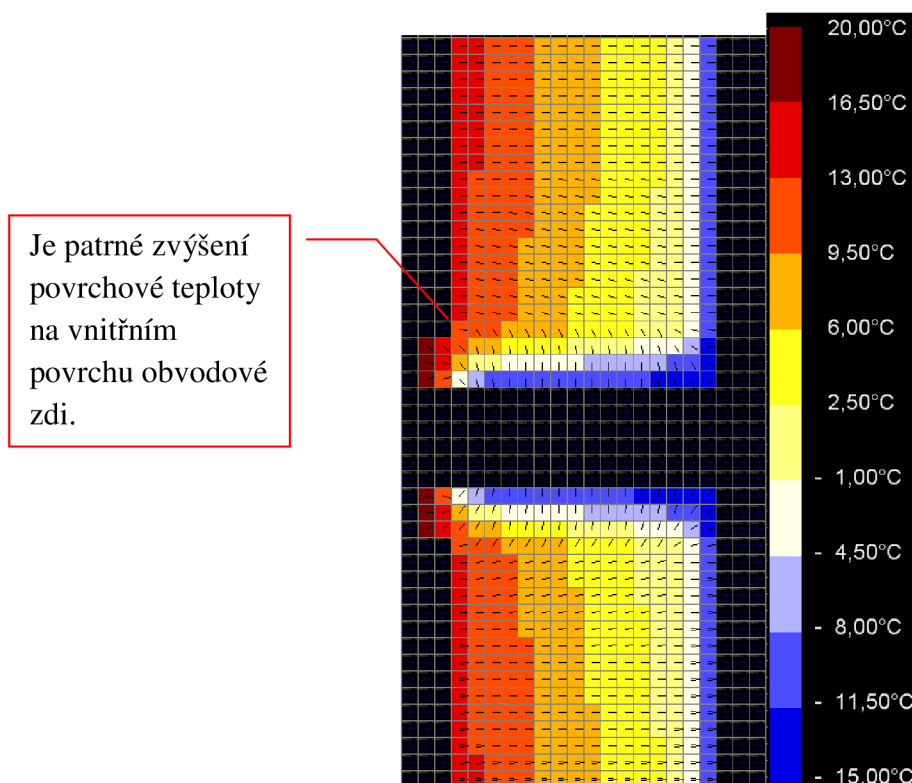 Je patrné zvýšení
povrchové teploty
na vnitřním
povrchu obvodové
zdi.
20,00°C
16,50°C
13,00°C
9,50°C
6,00°C
2,50°C
- 1,00°C
- 4,50°C
- 8,00°C
- 11,50°C
- 15,00°C